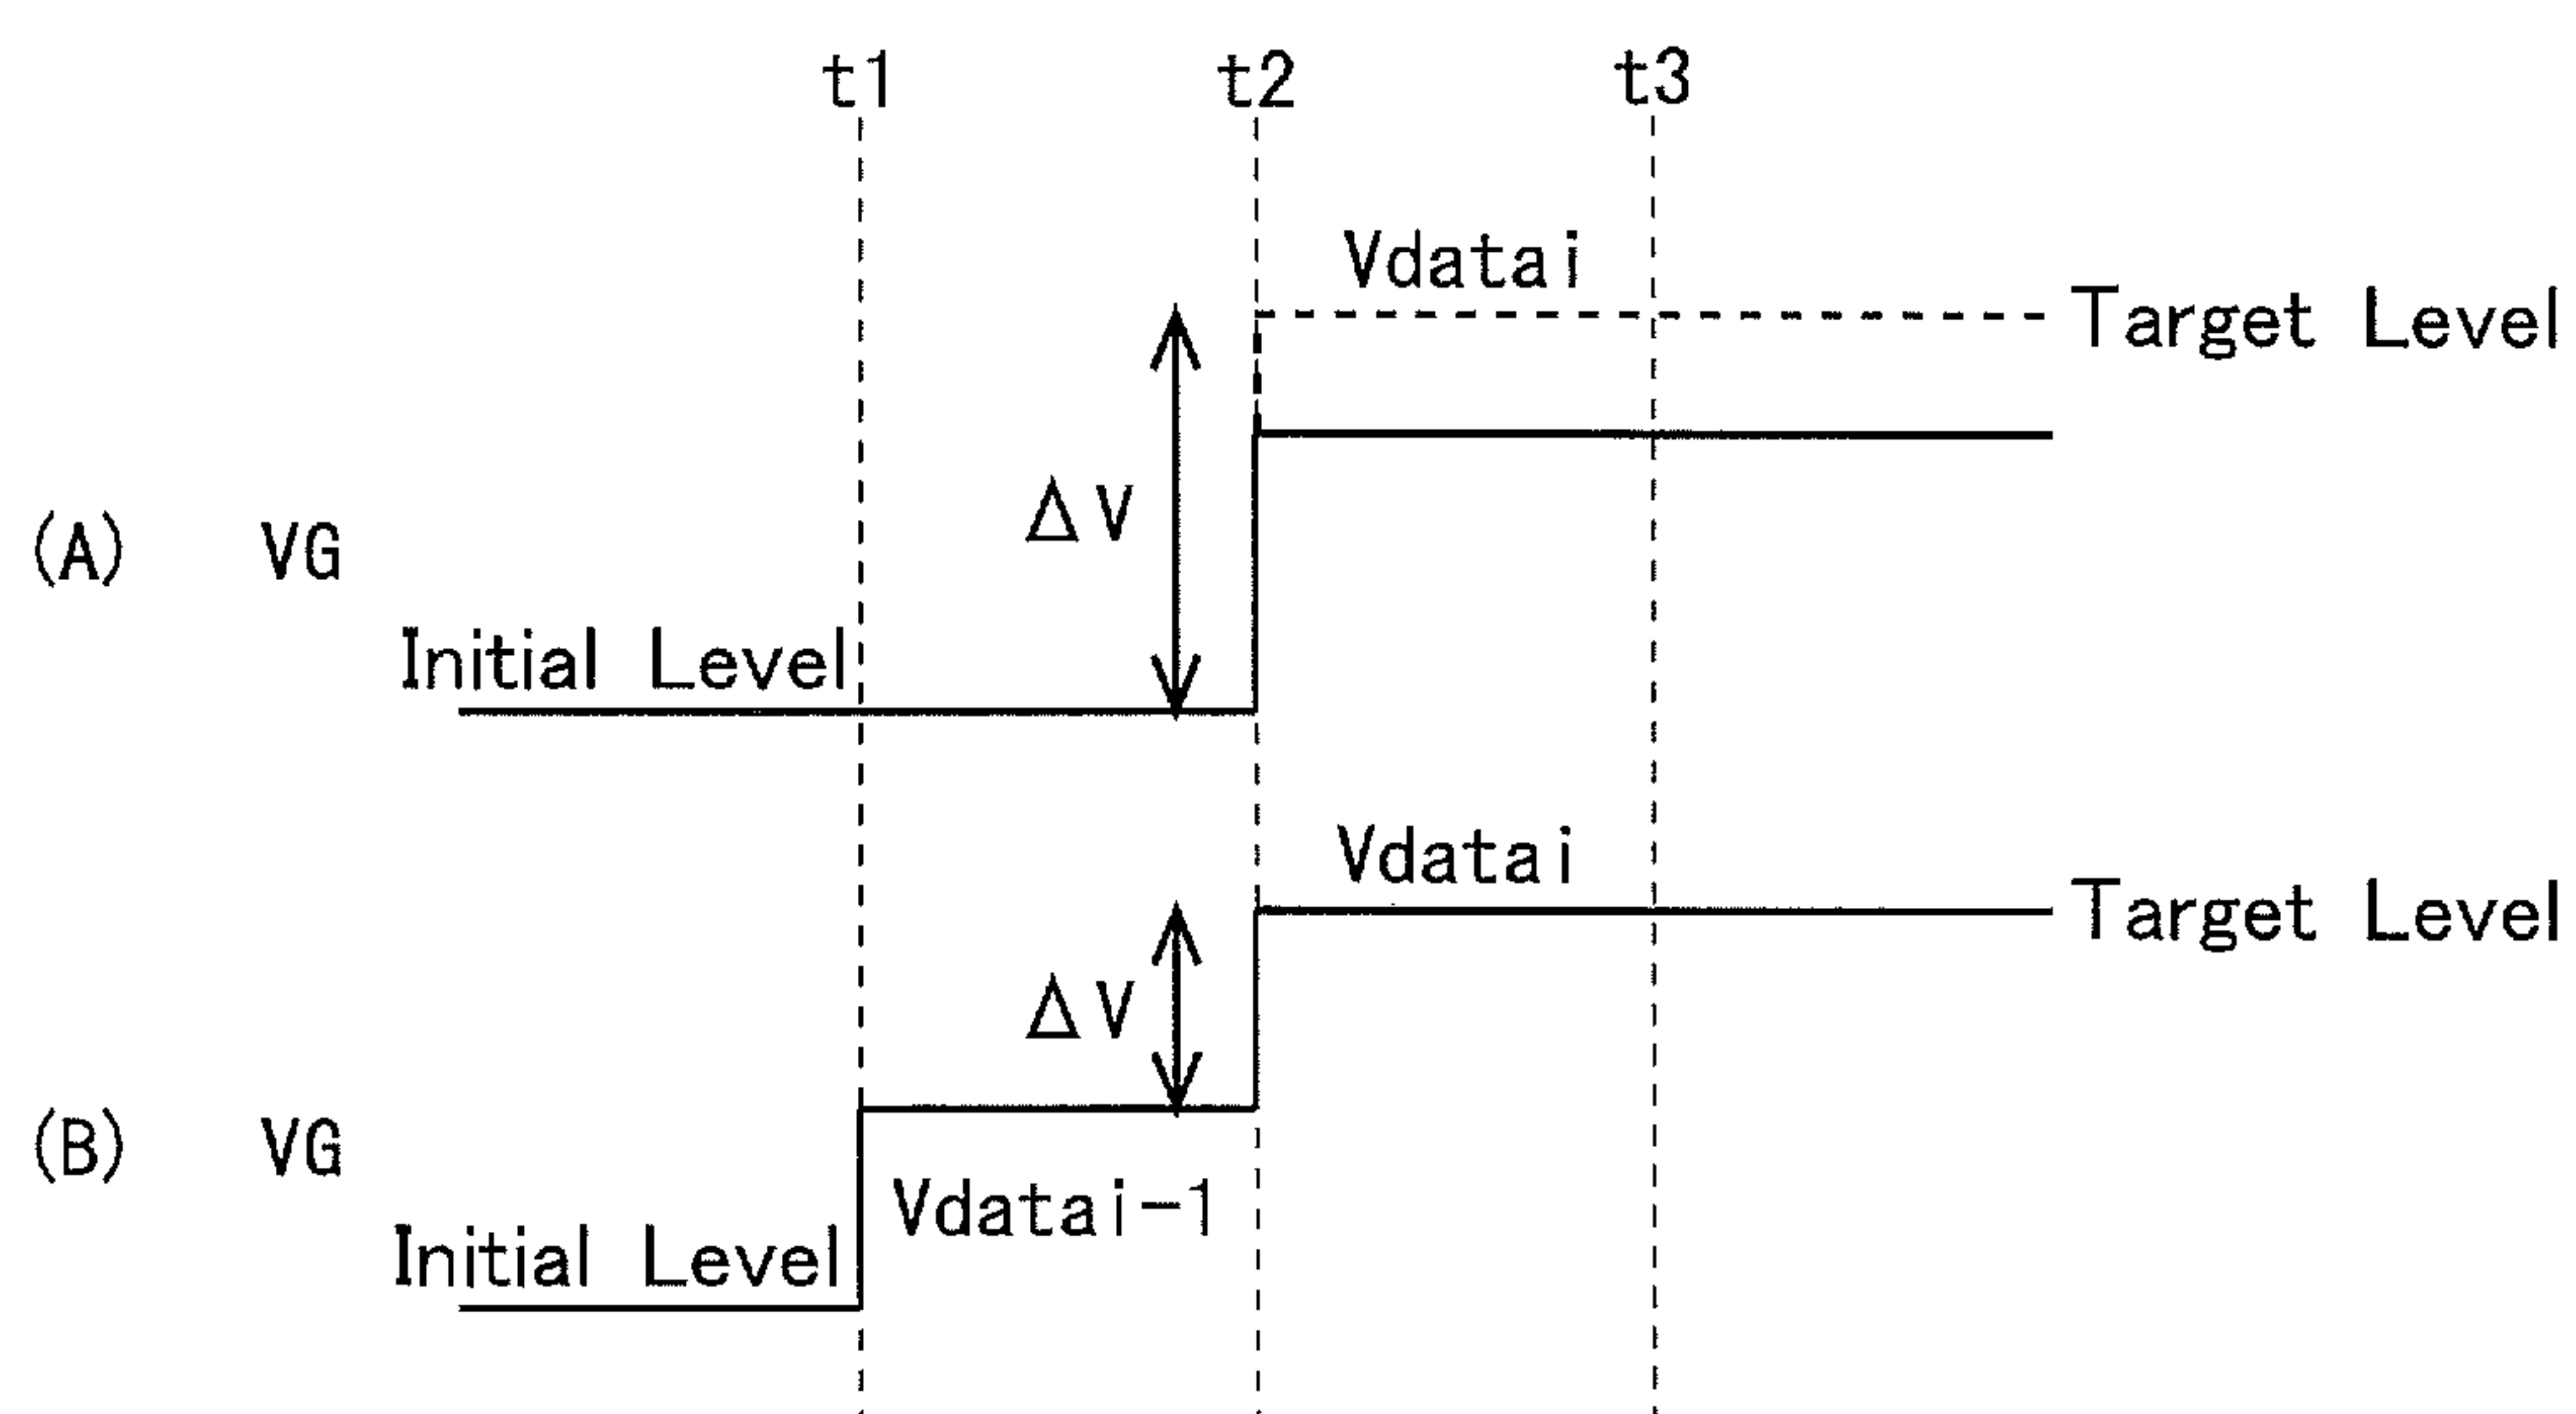 t1 t2 t3
Vdatai
Target Level
ΔV
(A) VG
Initial Level
Vdatai
Target Level
ΔV
(B) VG
Vdatai-1
Initial Level